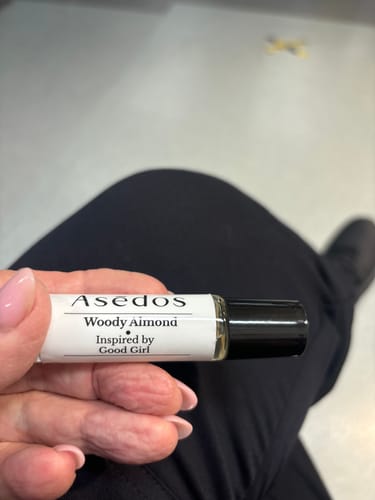 Asedos
Woody Almond
•
Inspired by
Good Girl